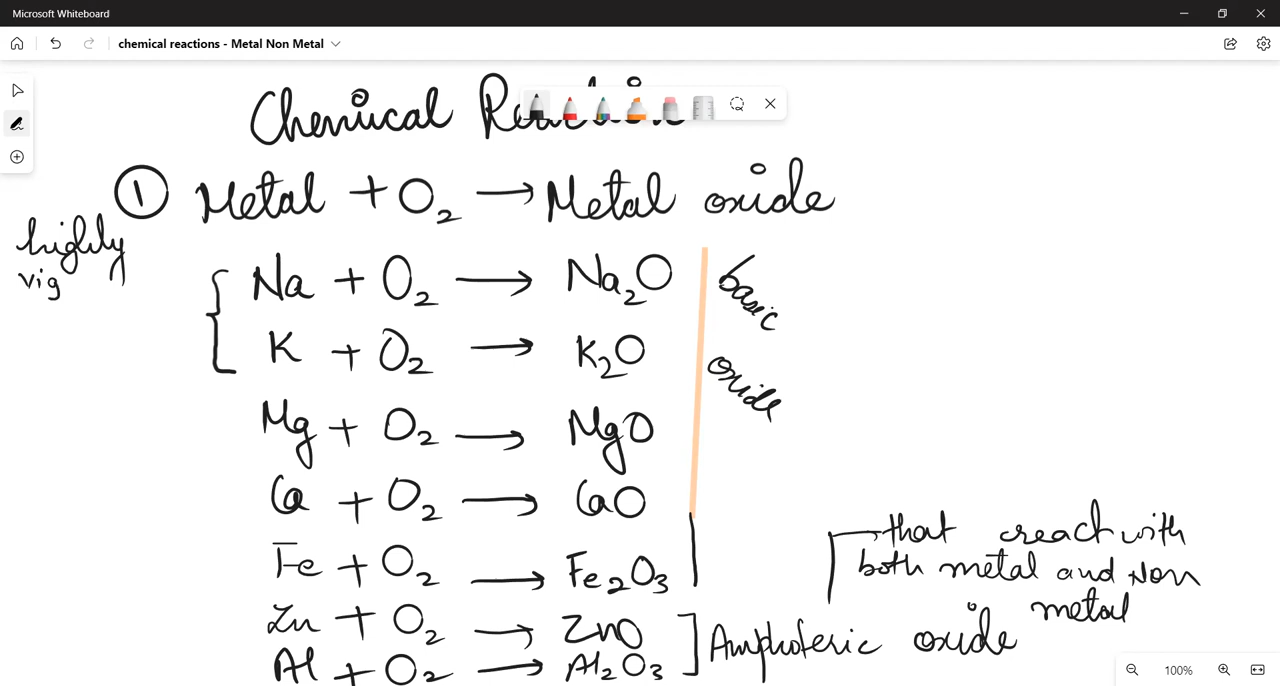 Microsoft Whiteboard
chemical reactions - Metal Non Metal
Chemical Reaction
① Metal + O₂ → Metal oxide
highly
vig
Na + O₂ → Na₂O
K + O₂ → K₂O
basic
oxide
Mg + O₂ → MgO
Ca + O₂ → CaO
Fe + O₂ → Fe₂O₃
that react with
both metal and Non
metal
Zn + O₂ → ZnO
Al + O₂ → Al₂O₃
Amphoteric oxide
100%